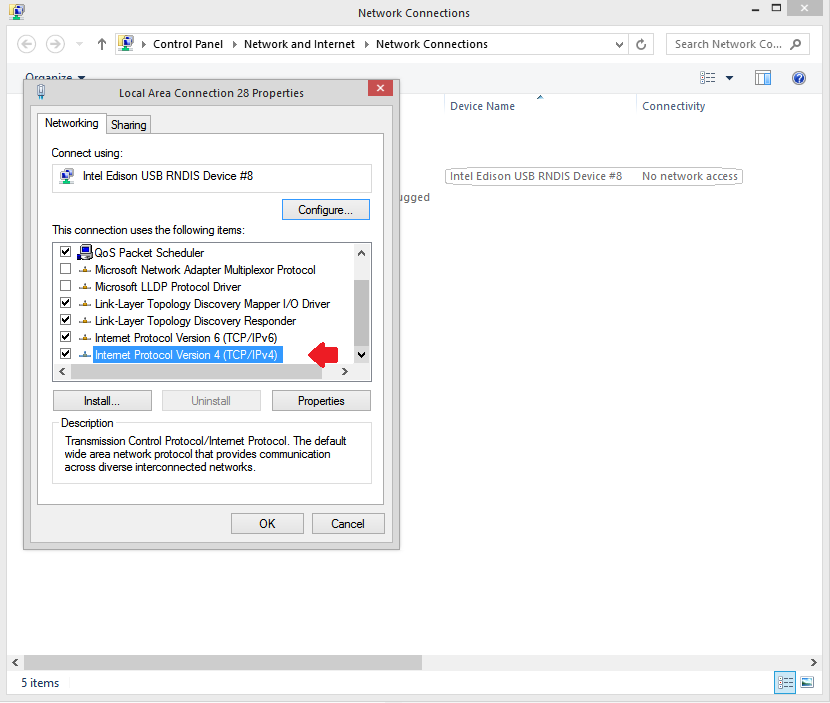 Network Connections
Control Panel Network and Internet Network Connections
Search Network Co...
Organize
Device Name Connectivity
Intel Edison USB RNDIS Device #8 No network access
ugged
Local Area Connection 28 Properties
Networking Sharing
Connect using:
Intel Edison USB RNDIS Device #8
Configure...
This connection uses the following items:
QoS Packet Scheduler
Microsoft Network Adapter Multiplexor Protocol
Microsoft LLDP Protocol Driver
Link-Layer Topology Discovery Mapper I/O Driver
Link-Layer Topology Discovery Responder
Internet Protocol Version 6 (TCP/IPv6)
Internet Protocol Version 4 (TCP/IPv4)
Install... Uninstall Properties
Description
Transmission Control Protocol/Internet Protocol. The default
wide area network protocol that provides communication
across diverse interconnected networks.
OK Cancel
5 items